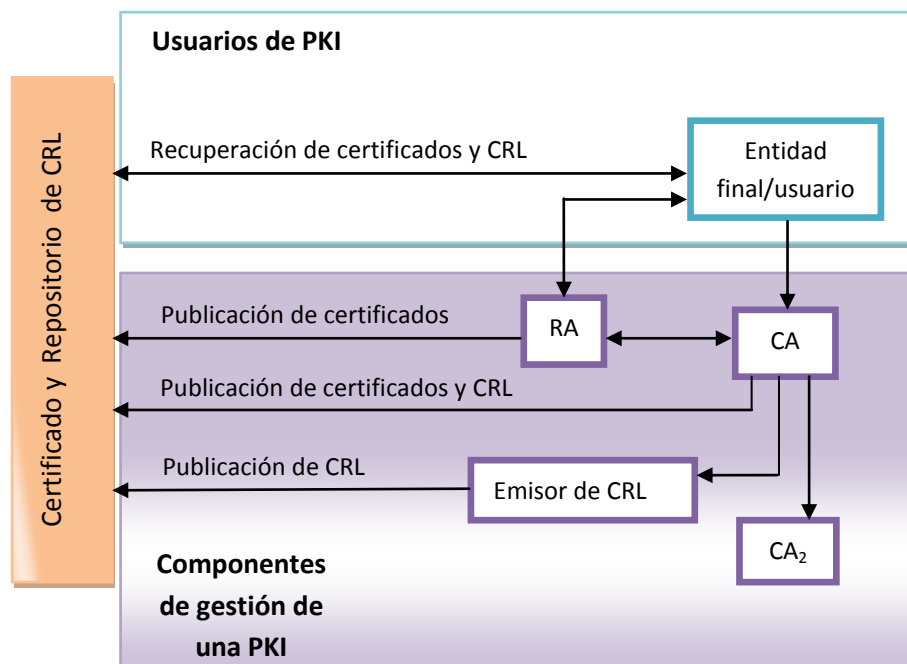 Usuarios de PKI
Certificado y Repositorio de CRL
Recuperación de certificados y CRL
Entidad
final/usuario
Publicación de certificados
RA
CA
Publicación de certificados y CRL
Publicación de CRL
Emisor de CRL
CA₂
Componentes
de gestión de
una PKI